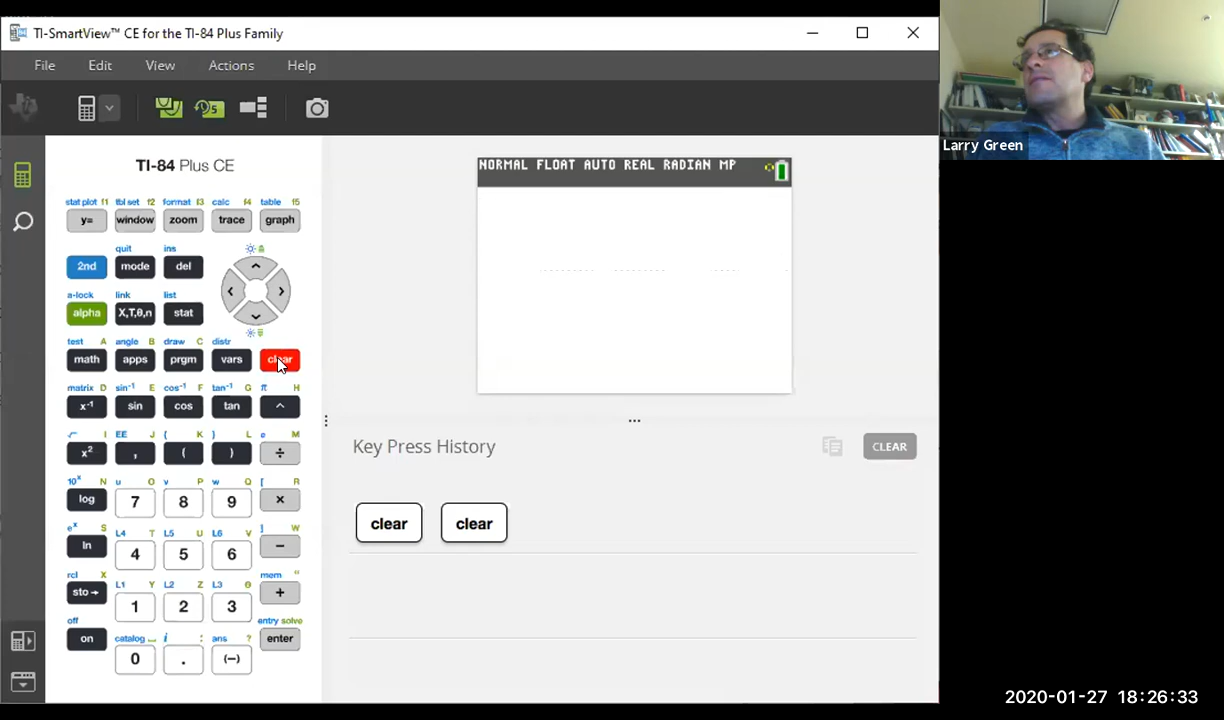 TI-SmartView™ CE for the TI-84 Plus Family
File Edit View Actions Help
TI-84 Plus CE
stat plot f1 tbl set f2 format f3 calc f4 table f5
y= window zoom trace graph
quit ins
2nd mode del
a-lock link list
alpha X,T,θ,n stat
test A angle B draw C distr
math apps prgm vars clear
matrix D sin⁻¹ E cos⁻¹ F tan⁻¹ G π H
x⁻¹ sin cos tan ^
√ I EE J { K } L e M
x² , ( ) ÷
10ˣ N u O v P w Q [ R
log 7 8 9 ×
eˣ S L4 T L5 U L6 V ] W
ln 4 5 6 −
rcl X L1 Y L2 Z L3 θ mem "
sto→ 1 2 3 +
off catalog i : ans ? entry solve
on 0 . (−) enter
NORMAL FLOAT AUTO REAL RADIAN MP
Key Press History
CLEAR
clear clear
Larry Green
2020-01-27 18:26:33